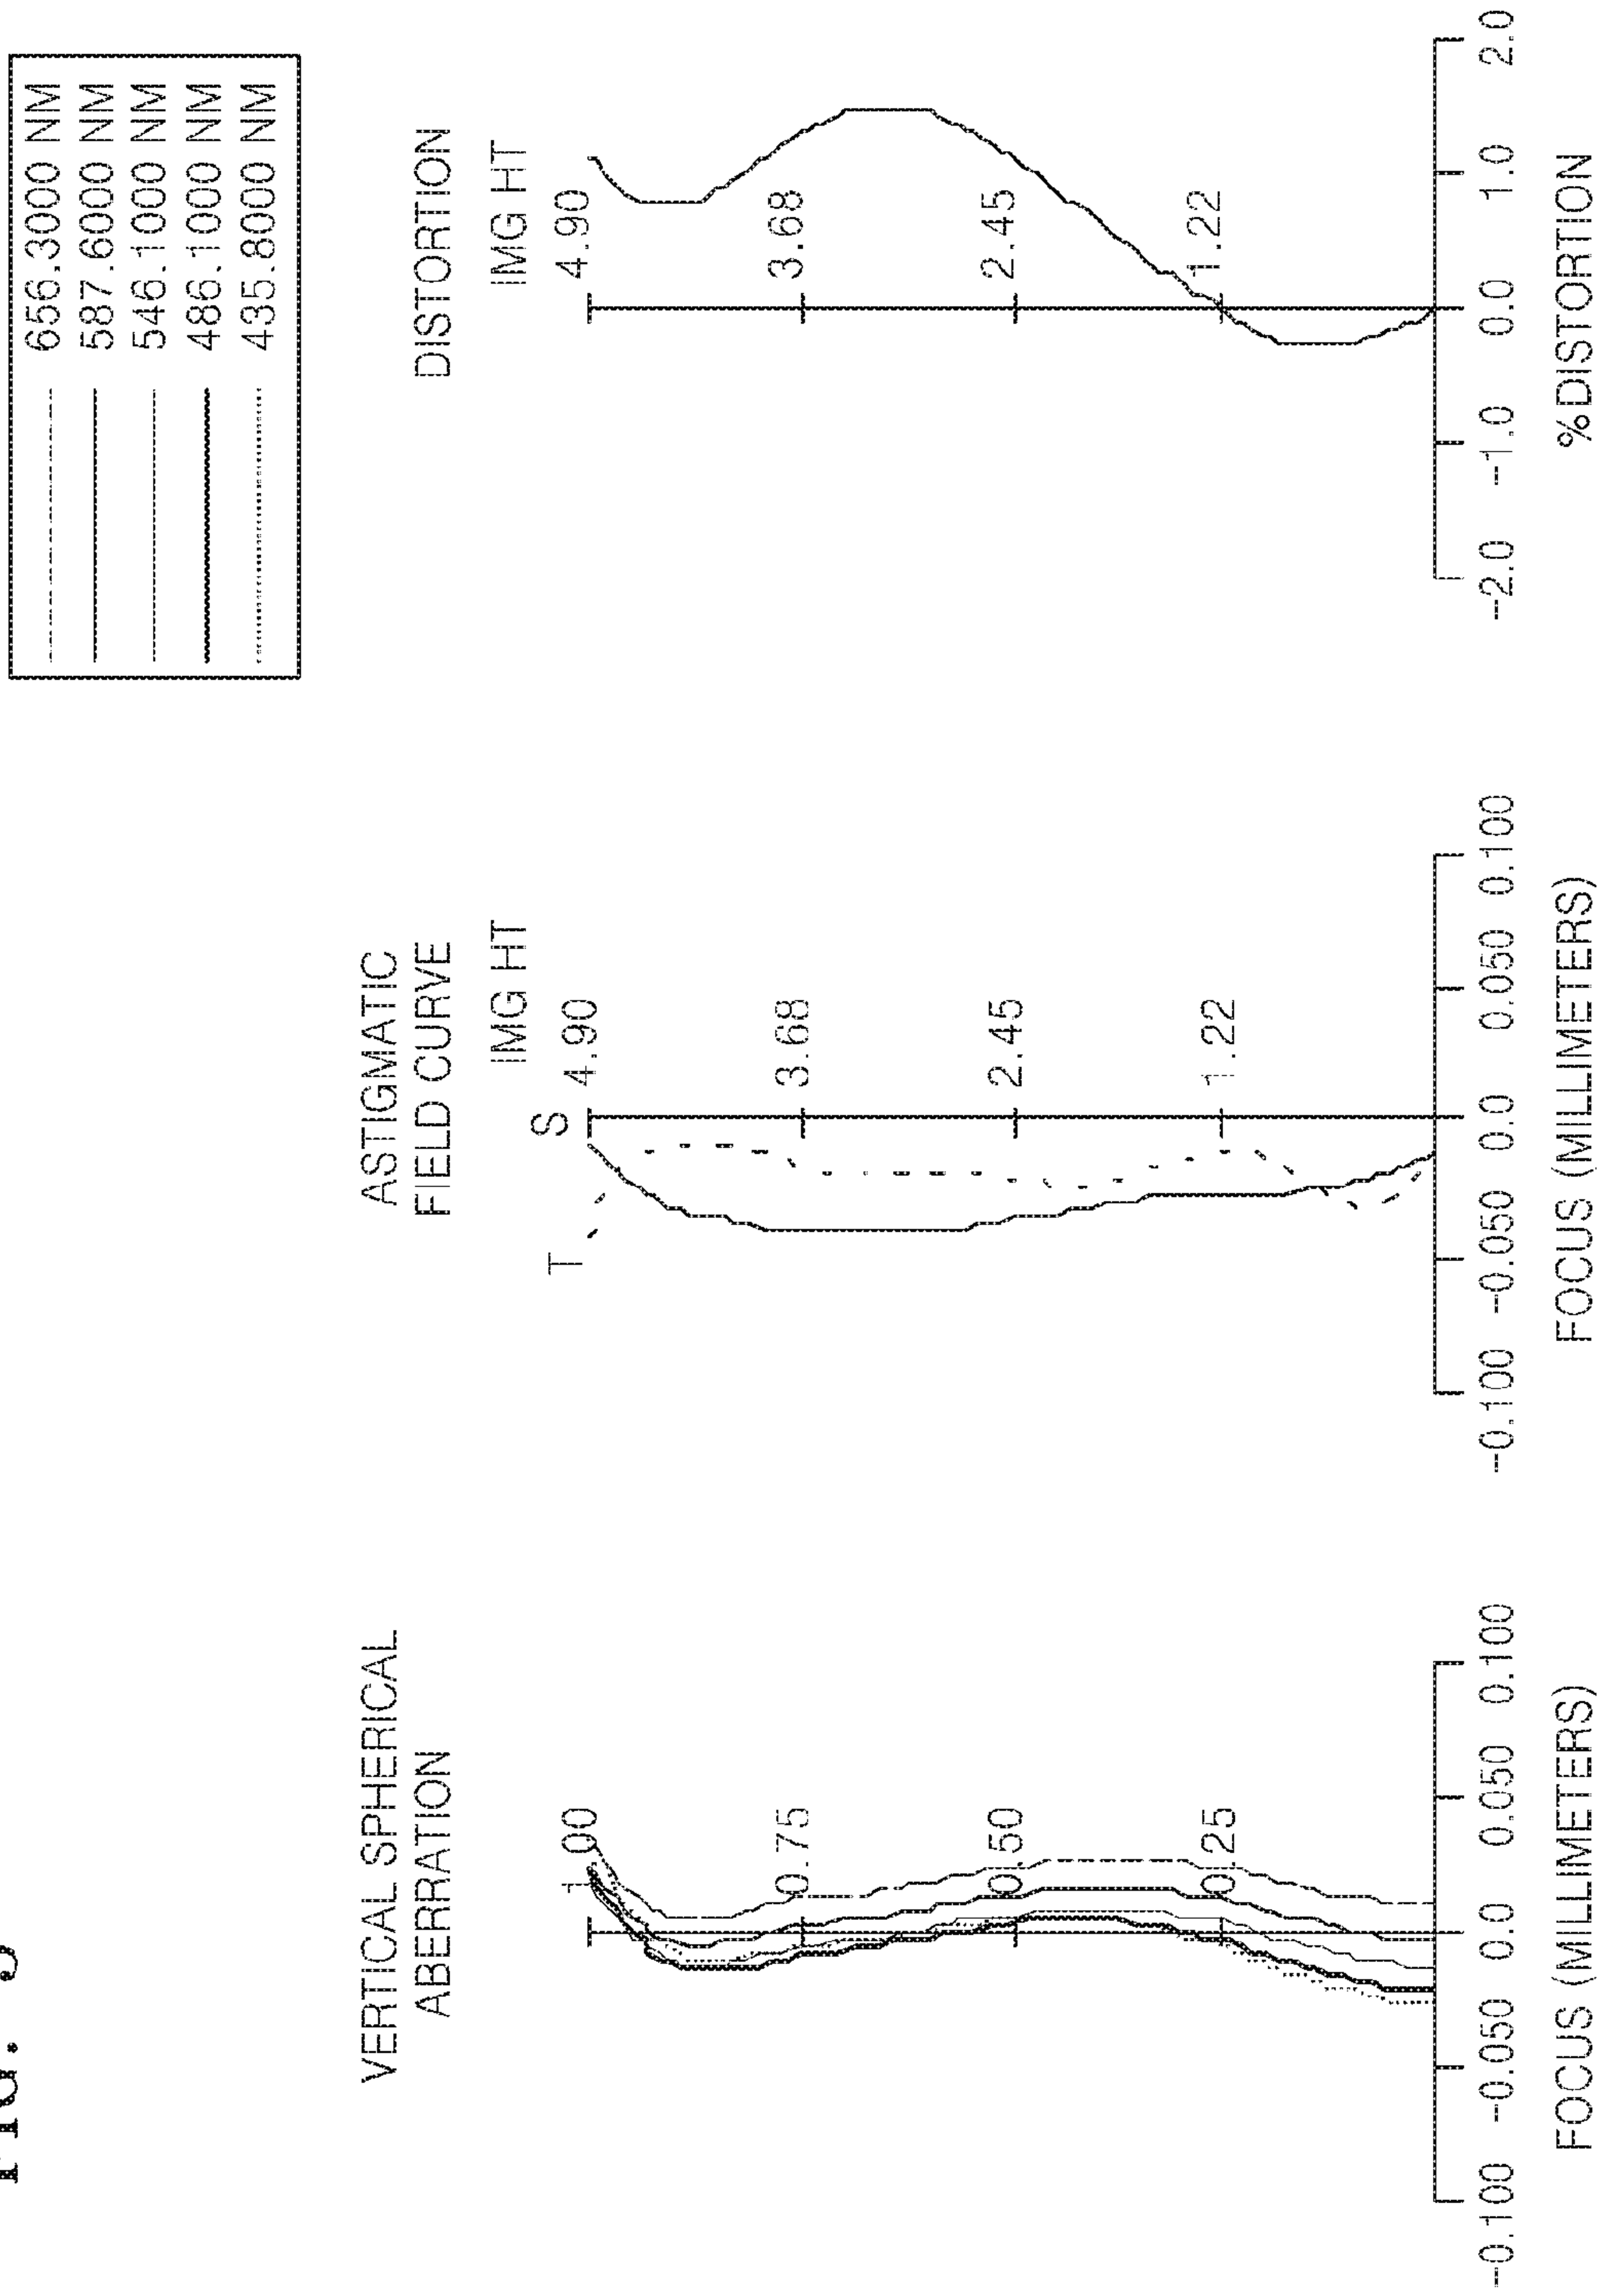 656.3000 NM
587.6000 NM
546.1000 NM
486.1000 NM
435.8000 NM
VERTICAL SPHERICAL
ABERRATION
1.00
0.75
0.50
0.25
-0.100 -0.050 0.0 0.050 0.100
FOCUS (MILLIMETERS)
ASTIGMATIC
FIELD CURVE
IMG HT
T S
4.90
3.68
2.45
1.22
-0.100 -0.050 0.0 0.050 0.100
FOCUS (MILLIMETERS)
DISTORTION
IMG HT
4.90
3.68
2.45
1.22
-2.0 -1.0 0.0 1.0 2.0
%DISTORTION